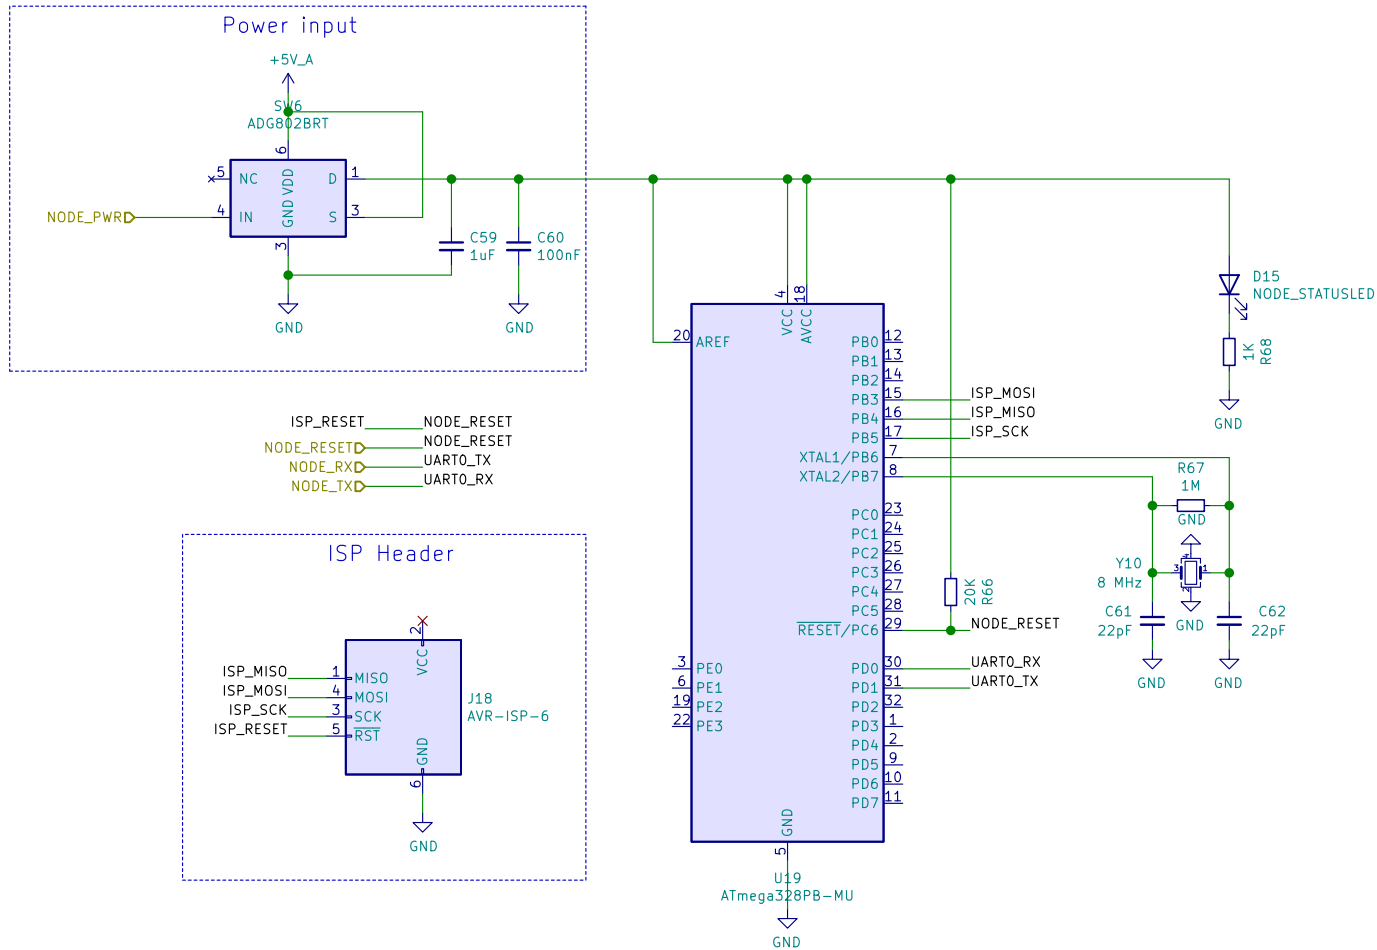 Power input
+5V_A
SW6
ADG802BRT
6
5
NC
VDD
D
1
NODE_PWR
4
IN
GND
S
3
3
C59
1uF
C60
100nF
GND
GND
D15
NODE_STATUSLED
1K
R68
GND
ISP_RESET
NODE_RESET
NODE_RESET
NODE_RESET
NODE_RX
UART0_TX
NODE_TX
UART0_RX
ISP Header
2
VCC
ISP_MISO
1
MISO
ISP_MOSI
4
MOSI
ISP_SCK
3
SCK
ISP_RESET
5
RST
GND
6
J18
AVR-ISP-6
GND
4
VCC
18
AVCC
20
AREF
PB0
12
PB1
13
PB2
14
PB3
15
ISP_MOSI
PB4
16
ISP_MISO
PB5
17
ISP_SCK
XTAL1/PB6
7
XTAL2/PB7
8
PC0
23
PC1
24
PC2
25
PC3
26
PC4
27
PC5
28
RESET/PC6
29
NODE_RESET
20K
R66
3
PE0
6
PE1
19
PE2
22
PE3
PD0
30
UART0_RX
PD1
31
UART0_TX
PD2
32
PD3
1
PD4
2
PD5
9
PD6
10
PD7
11
GND
5
U19
ATmega328PB-MU
GND
R67
1M
GND
4
Y10
8 MHz
3
1
2
GND
C61
22pF
C62
22pF
GND
GND